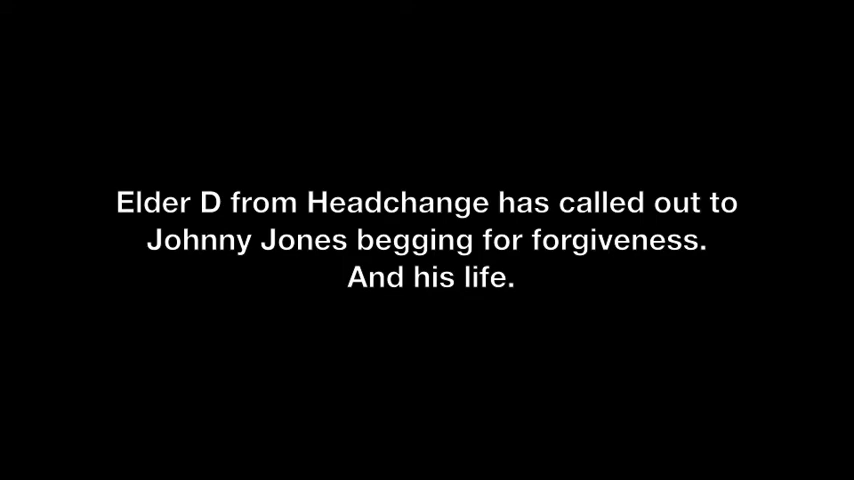 Elder D from Headchange has called out to
Johnny Jones begging for forgiveness.
And his life.